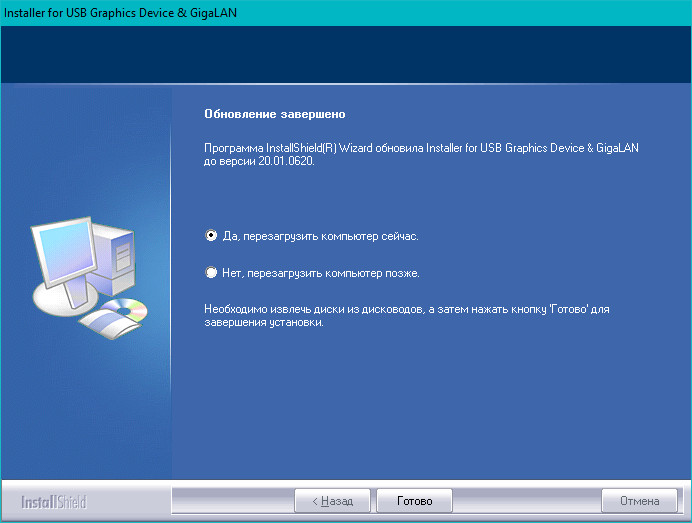 Installer for USB Graphics Device & GigaLAN
Обновление завершено
Программа InstallShield(R) Wizard обновила Installer for USB Graphics Device & GigaLAN
до версии 20.01.0620.
Да, перезагрузить компьютер сейчас.
Нет, перезагрузить компьютер позже.
Необходимо извлечь диски из дисководов, а затем нажать кнопку 'Готово' для
завершения установки.
InstallShield
< Назад
Готово
Отмена